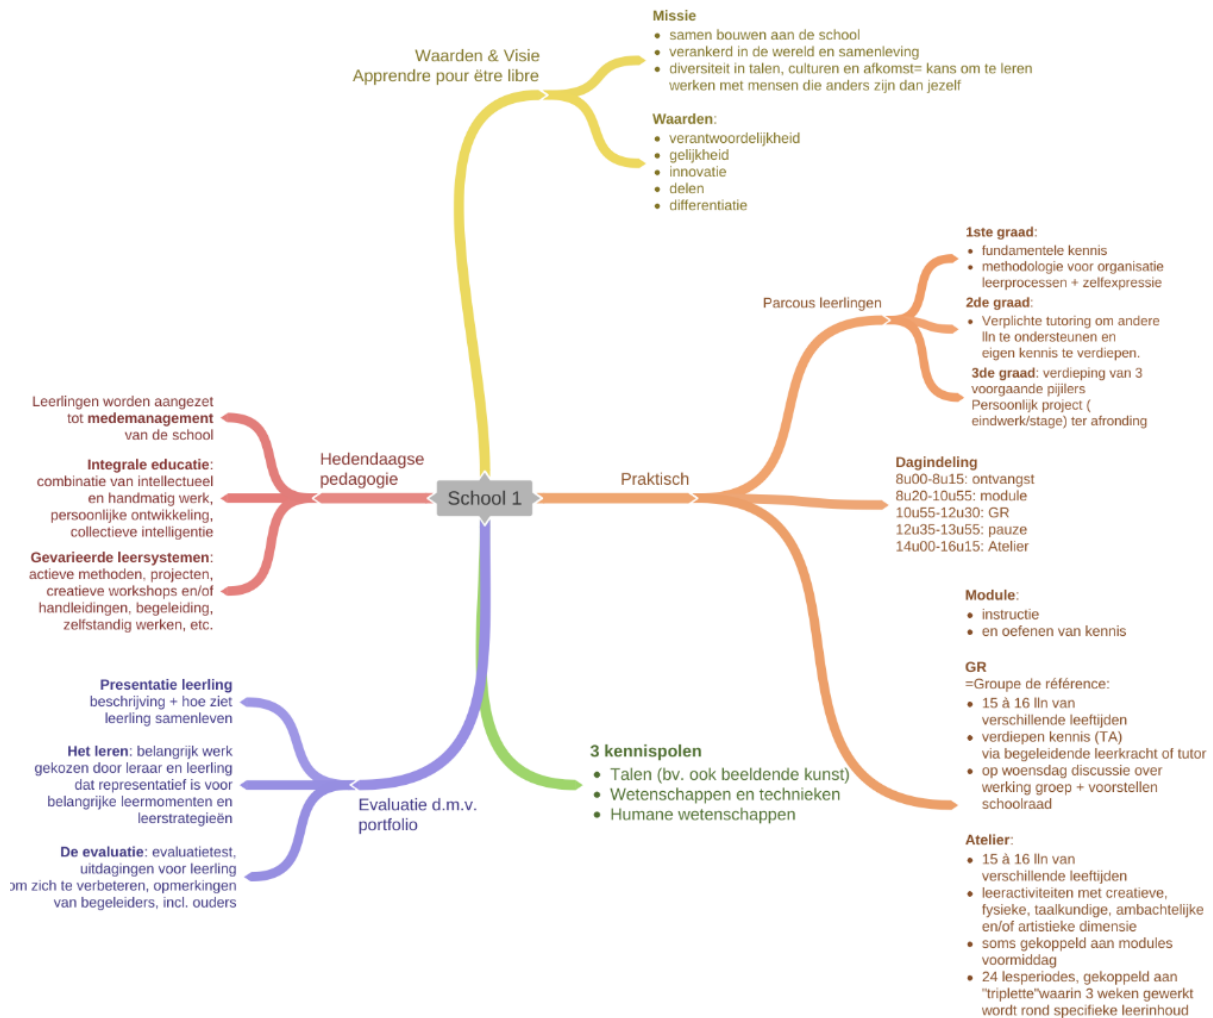 Waarden & Visie
Apprendre pour ëtre libre
Missie
• samen bouwen aan de school
• verankerd in de wereld en samenleving
• diversiteit in talen, culturen en afkomst= kans om te leren
werken met mensen die anders zijn dan jezelf
Waarden:
• verantwoordelijkheid
• gelijkheid
• innovatie
• delen
• differentiatie
School 1
Praktisch
Parcous leerlingen
1ste graad:
• fundamentele kennis
• methodologie voor organisatie
leerprocessen + zelfexpressie
2de graad:
• Verplichte tutoring om andere
lln te ondersteunen en
eigen kennis te verdiepen.
3de graad: verdieping van 3
voorgaande pijilers
Persoonlijk project (
eindwerk/stage) ter afronding
Dagindeling
8u00-8u15: ontvangst
8u20-10u55: module
10u55-12u30: GR
12u35-13u55: pauze
14u00-16u15: Atelier
Module:
• instructie
• en oefenen van kennis
GR
=Groupe de référence:
• 15 à 16 lln van
verschillende leeftijden
• verdiepen kennis (TA)
via begeleidende leerkracht of tutor
• op woensdag discussie over
werking groep + voorstellen
schoolraad
Atelier:
• 15 à 16 lln van
verschillende leeftijden
• leeractiviteiten met creatieve,
fysieke, taalkundige, ambachtelijke
en/of artistieke dimensie
• soms gekoppeld aan modules
voormiddag
• 24 lesperiodes, gekoppeld aan
"triplette"waarin 3 weken gewerkt
wordt rond specifieke leerinhoud
3 kennispolen
• Talen (bv. ook beeldende kunst)
• Wetenschappen en technieken
• Humane wetenschappen
Evaluatie d.m.v.
portfolio
Presentatie leerling
beschrijving + hoe ziet
leerling samenleven
Het leren: belangrijk werk
gekozen door leraar en leerling
dat representatief is voor
belangrijke leermomenten en
leerstrategieën
De evaluatie: evaluatietest,
uitdagingen voor leerling
om zich te verbeteren, opmerkingen
van begeleiders, incl. ouders
Hedendaagse
pedagogie
Leerlingen worden aangezet
tot medemanagement
van de school
Integrale educatie:
combinatie van intellectueel
en handmatig werk,
persoonlijke ontwikkeling,
collectieve intelligentie
Gevarieerde leersystemen:
actieve methoden, projecten,
creatieve workshops en/of
handleidingen, begeleiding,
zelfstandig werken, etc.